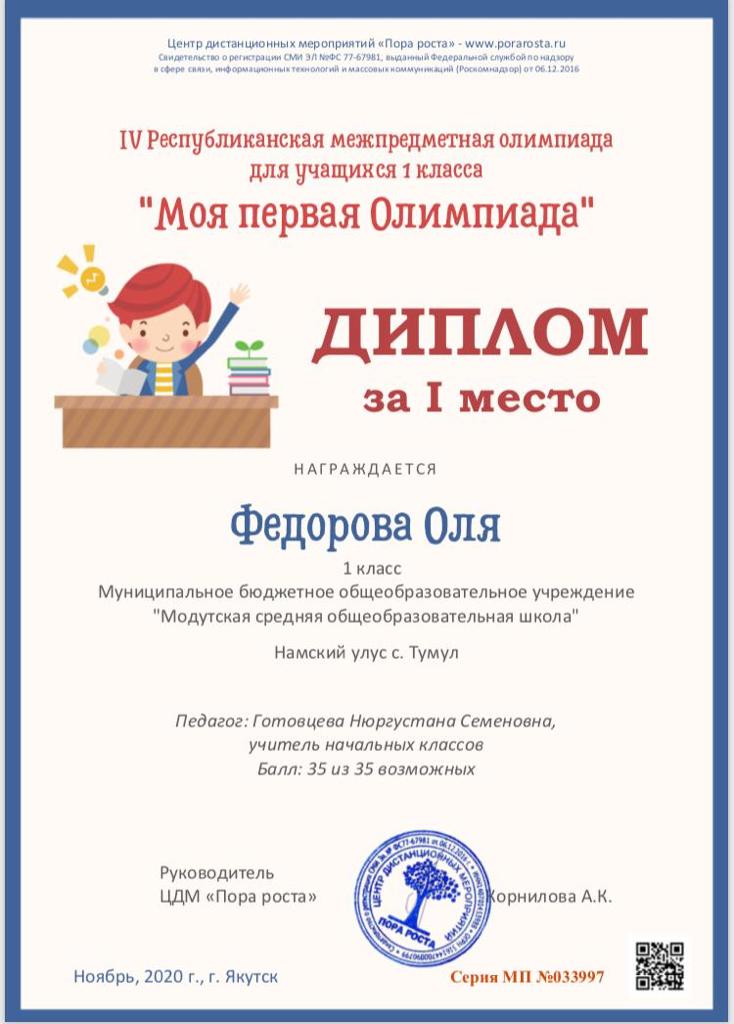 Центр дистанционных мероприятий «Пора роста» - www.porarosta.ru
Свидетельство о регистрации СМИ ЭЛ №ФС 77-67981, выданный Федеральной службой по надзору
в сфере связи, информационных технологий и массовых коммуникаций (Роскомнадзор) от 06.12.2016
IV Республиканская межпредметная олимпиада
для учащихся 1 класса
"Моя первая Олимпиада"
ДИПЛОМ
за I место
НАГРАЖДАЕТСЯ
Федорова Оля
1 класс
Муниципальное бюджетное общеобразовательное учреждение
"Модутская средняя общеобразовательная школа"
Намский улус с. Тумул
Педагог: Готовцева Нюргустана Семеновна,
учитель начальных классов
Балл: 35 из 35 возможных
Руководитель
ЦДМ «Пора роста»
ЦЕНТР ДИСТАНЦИОННЫХ МЕРОПРИЯТИЙ
ПОРА РОСТА
Корнилова А.К.
Ноябрь, 2020 г., г. Якутск
Серия МП №033997